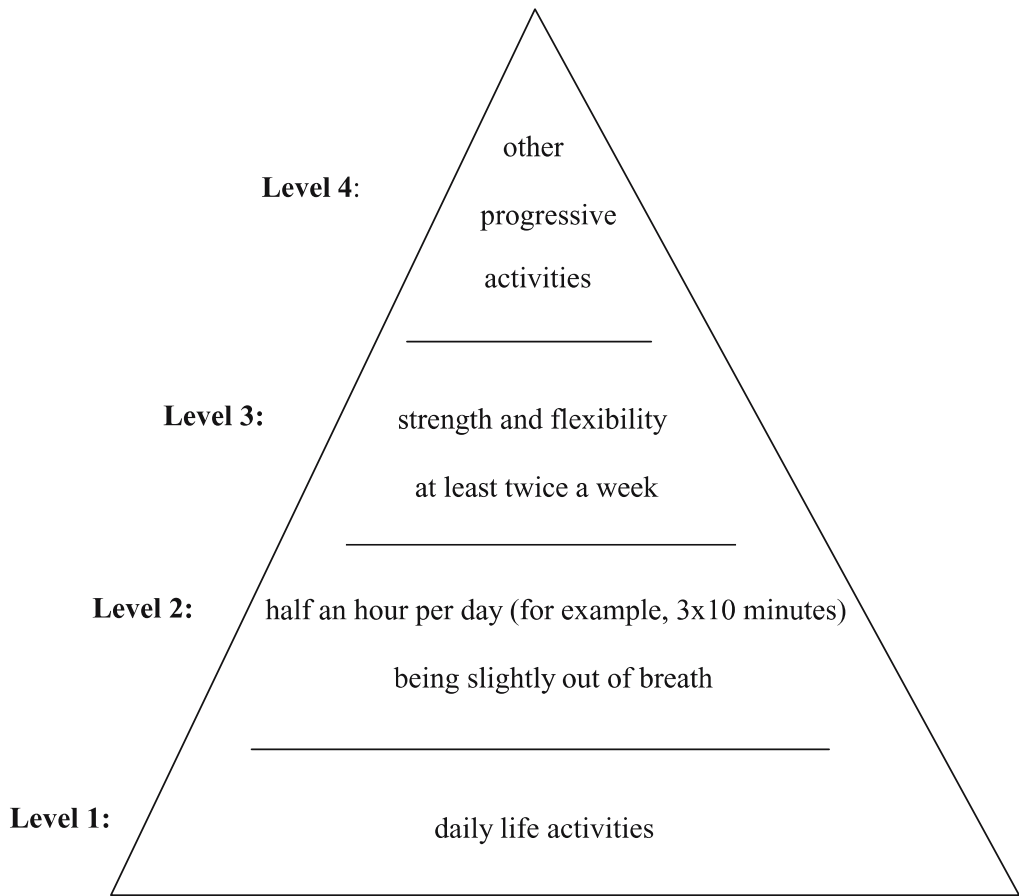 other
Level 4:
progressive
activities
Level 3:
strength and flexibility
at least twice a week
Level 2:
half an hour per day (for example, 3x10 minutes)
being slightly out of breath
Level 1:
daily life activities